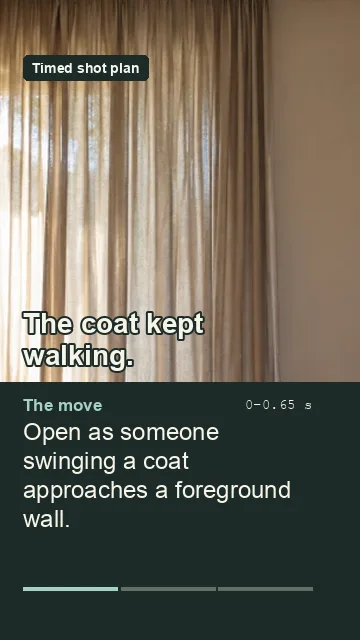 Timed shot plan
The coat kept
walking.
The move
0–0.65 s
Open as someone
swinging a coat
approaches a foreground
wall.